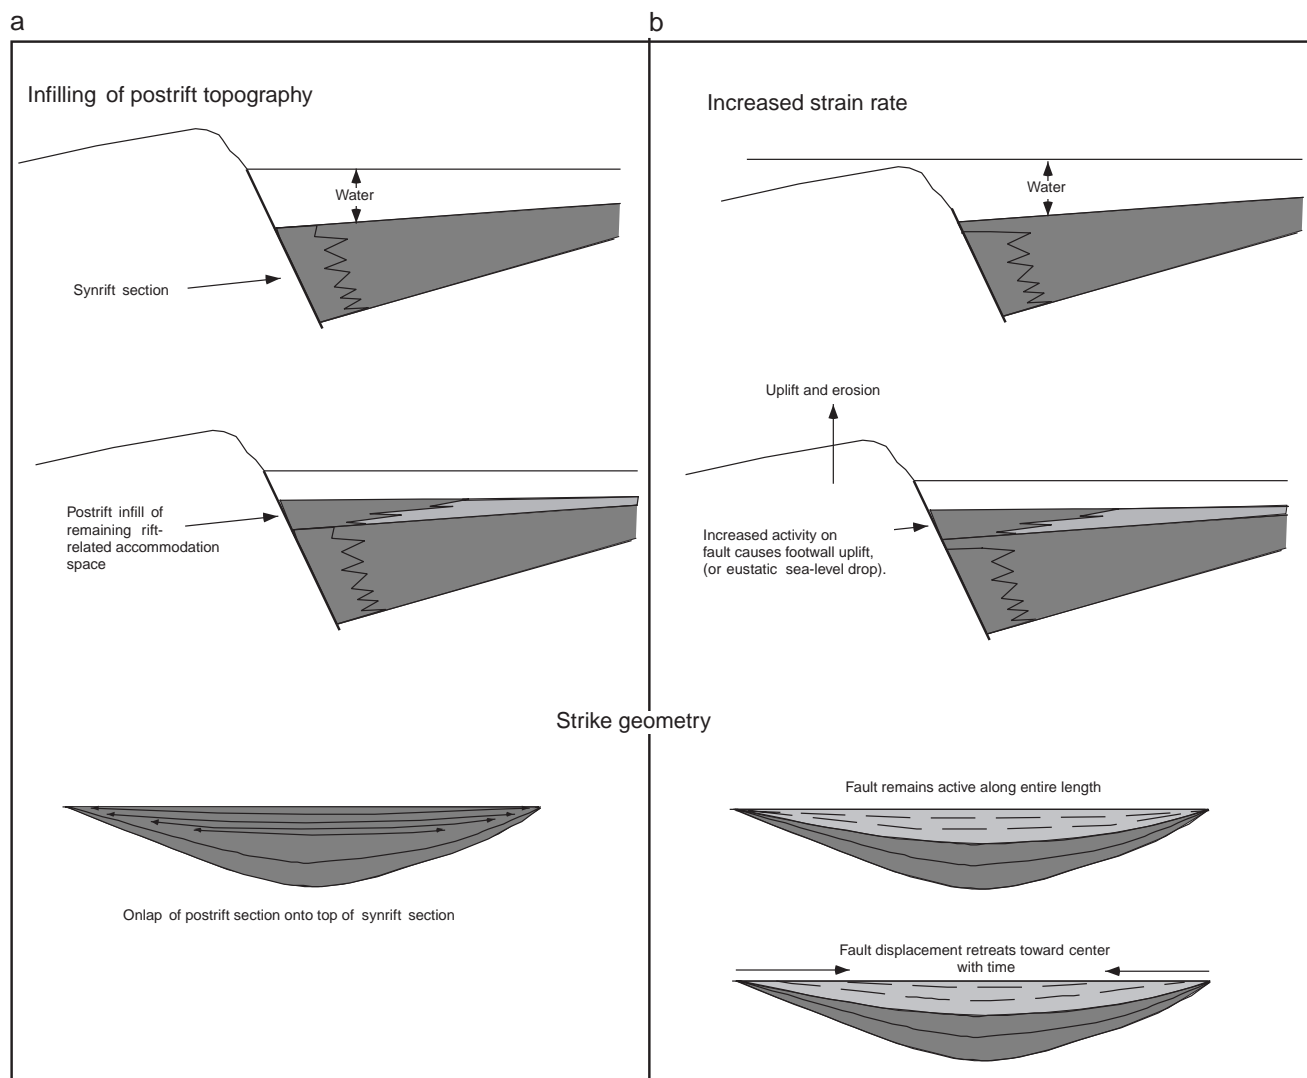 a
b
Infilling of postrift topography
Increased strain rate
Water
Water
Synrift section
Uplift and erosion
Postrift infill of
remaining rift-
related accommodation
space
Increased activity on
fault causes footwall uplift,
(or eustatic sea-level drop).
Strike geometry
Fault remains active along entire length
Onlap of postrift section onto top of synrift section
Fault displacement retreats toward center
with time